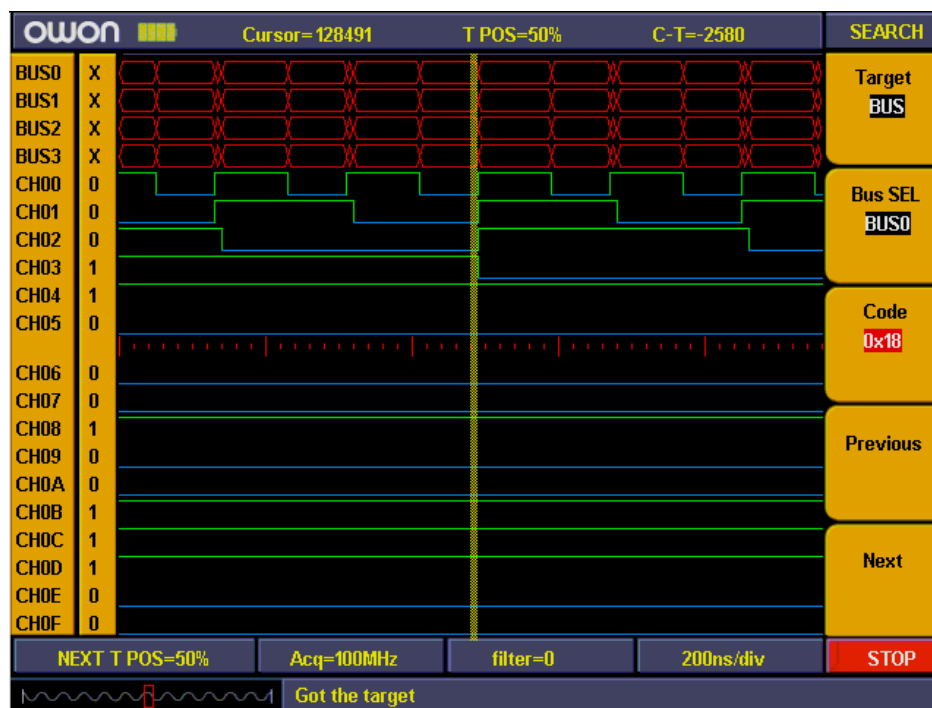 owon Cursor=128491 T POS=50% C-T=-2580 SEARCH
BUS0 X
BUS1 X
BUS2 X
BUS3 X
CH00 0
CH01 0
CH02 0
CH03 1
CH04 1
CH05 0
CH06 0
CH07 0
CH08 1
CH09 0
CH0A 0
CH0B 1
CH0C 1
CH0D 1
CH0E 0
CH0F 0
Target
BUS
Bus SEL
BUS0
Code
0x18
Previous
Next
NEXT T POS=50% Acq=100MHz filter=0 200ns/div STOP
Got the target